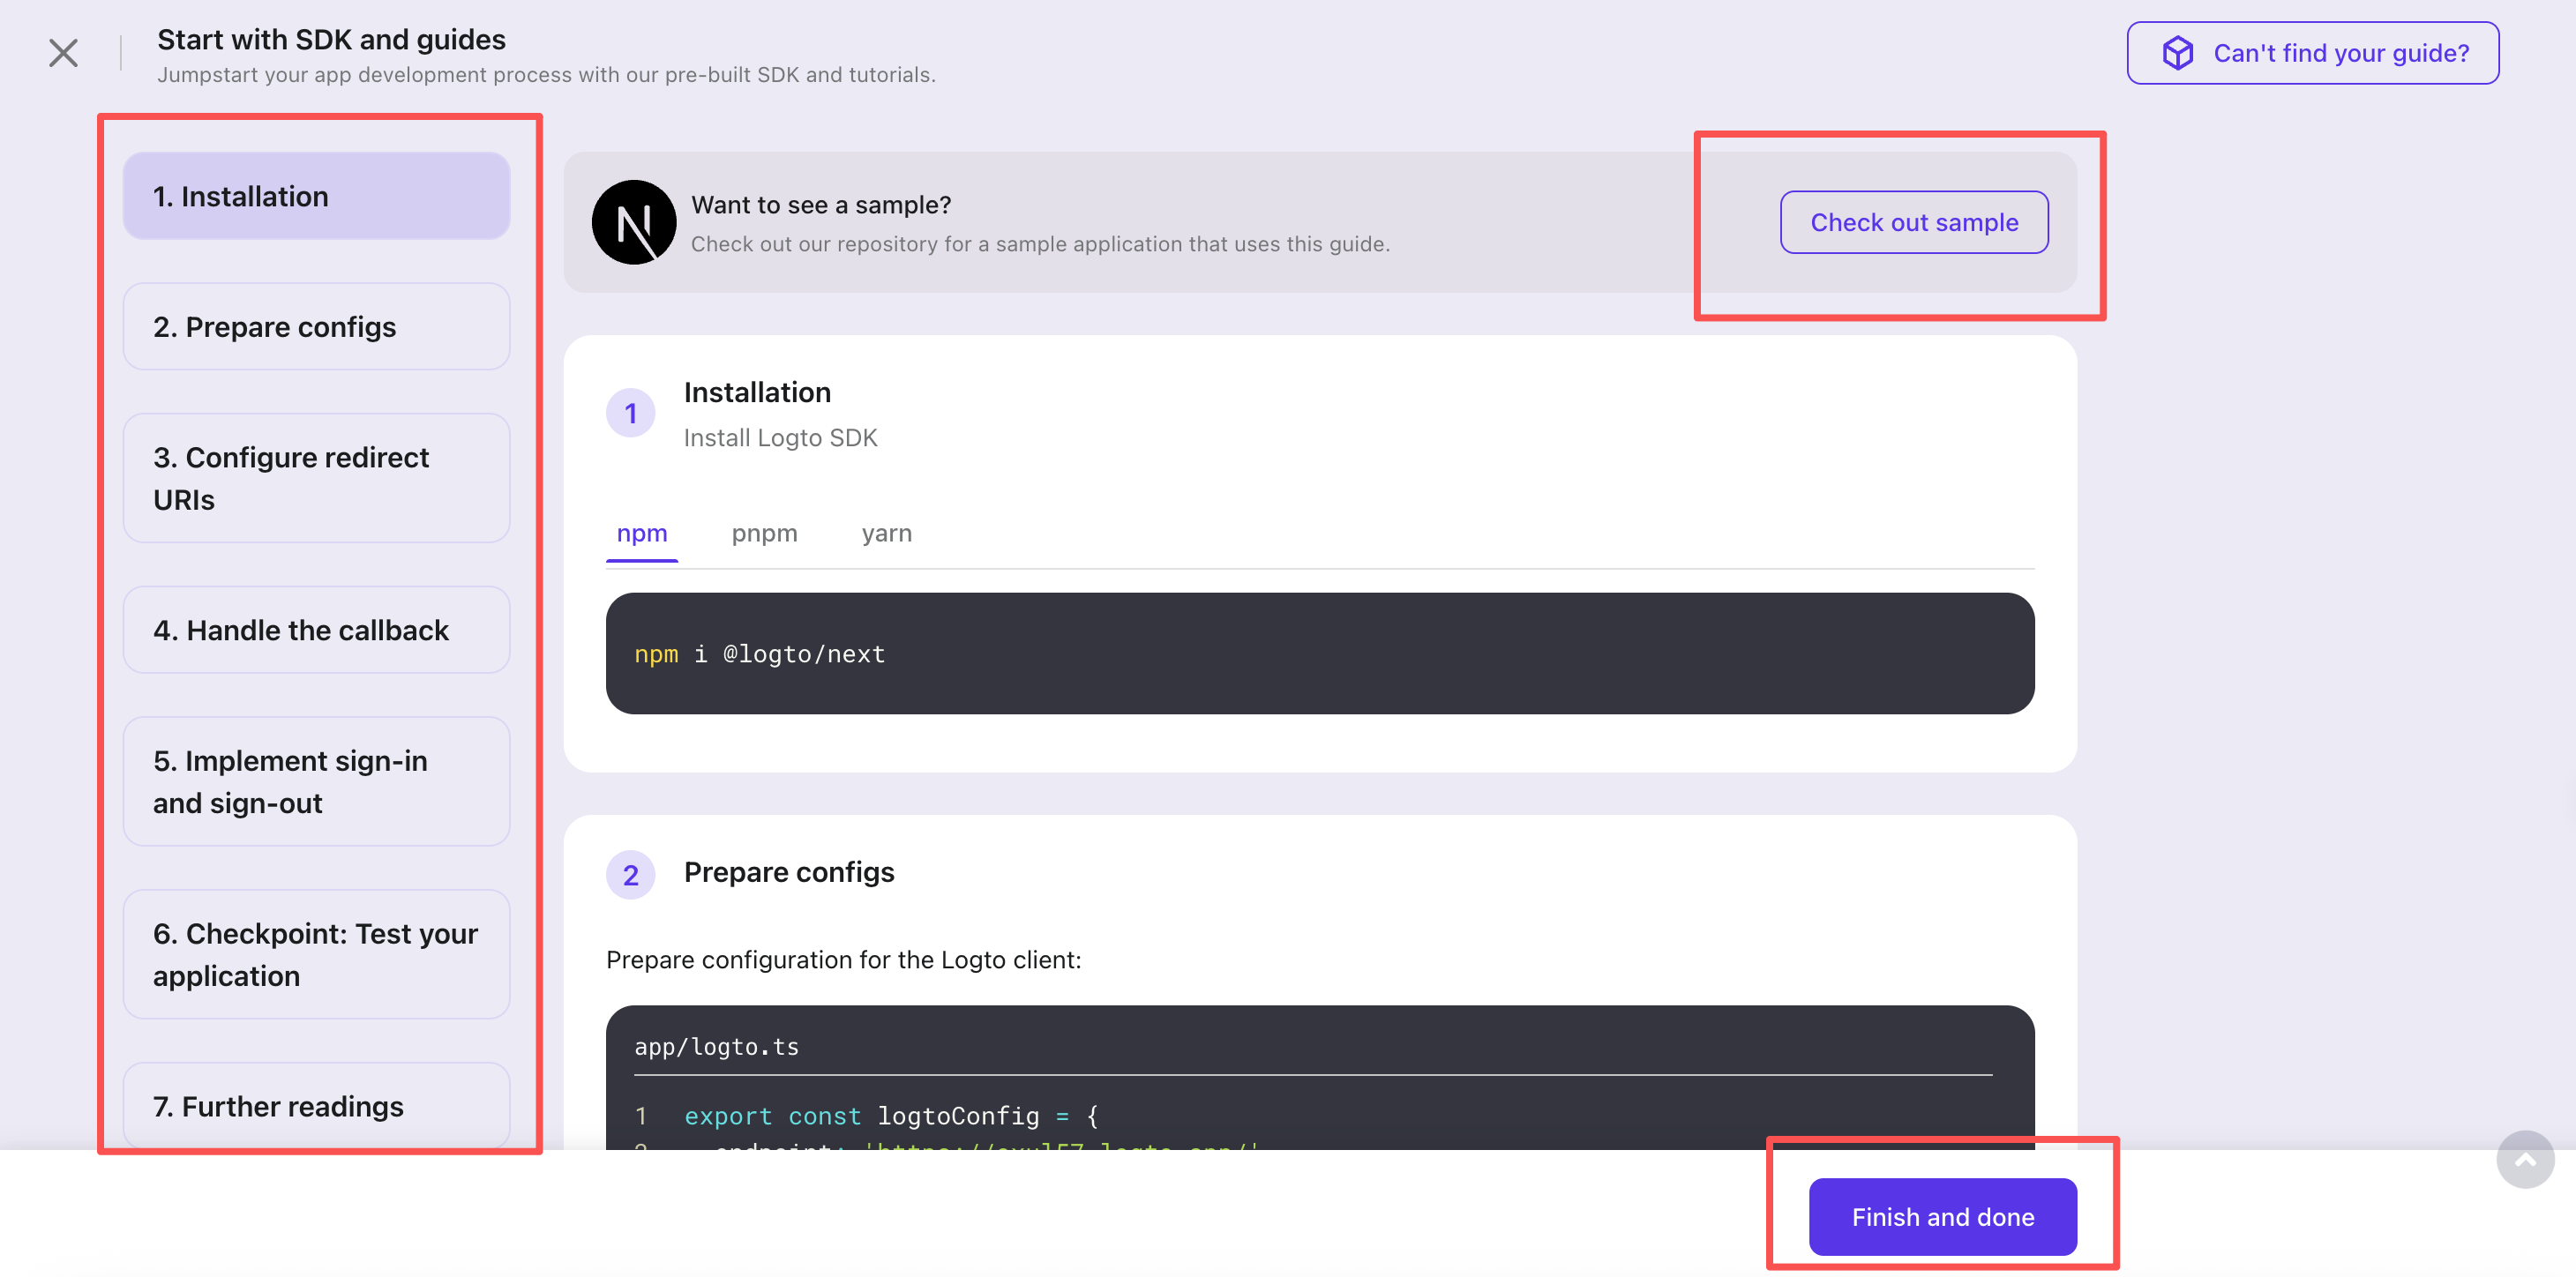 Start with SDK and guides
Jumpstart your app development process with our pre-built SDK and tutorials.
Can't find your guide?
1. Installation
2. Prepare configs
3. Configure redirect
URIs
4. Handle the callback
5. Implement sign-in
and sign-out
6. Checkpoint: Test your
application
7. Further readings
Want to see a sample?
Check out our repository for a sample application that uses this guide.
Check out sample
1
Installation
Install Logto SDK
npm pnpm yarn
npm i @logto/next
2
Prepare configs
Prepare configuration for the Logto client:
app/logto.ts
1 export const logtoConfig = {
Finish and done